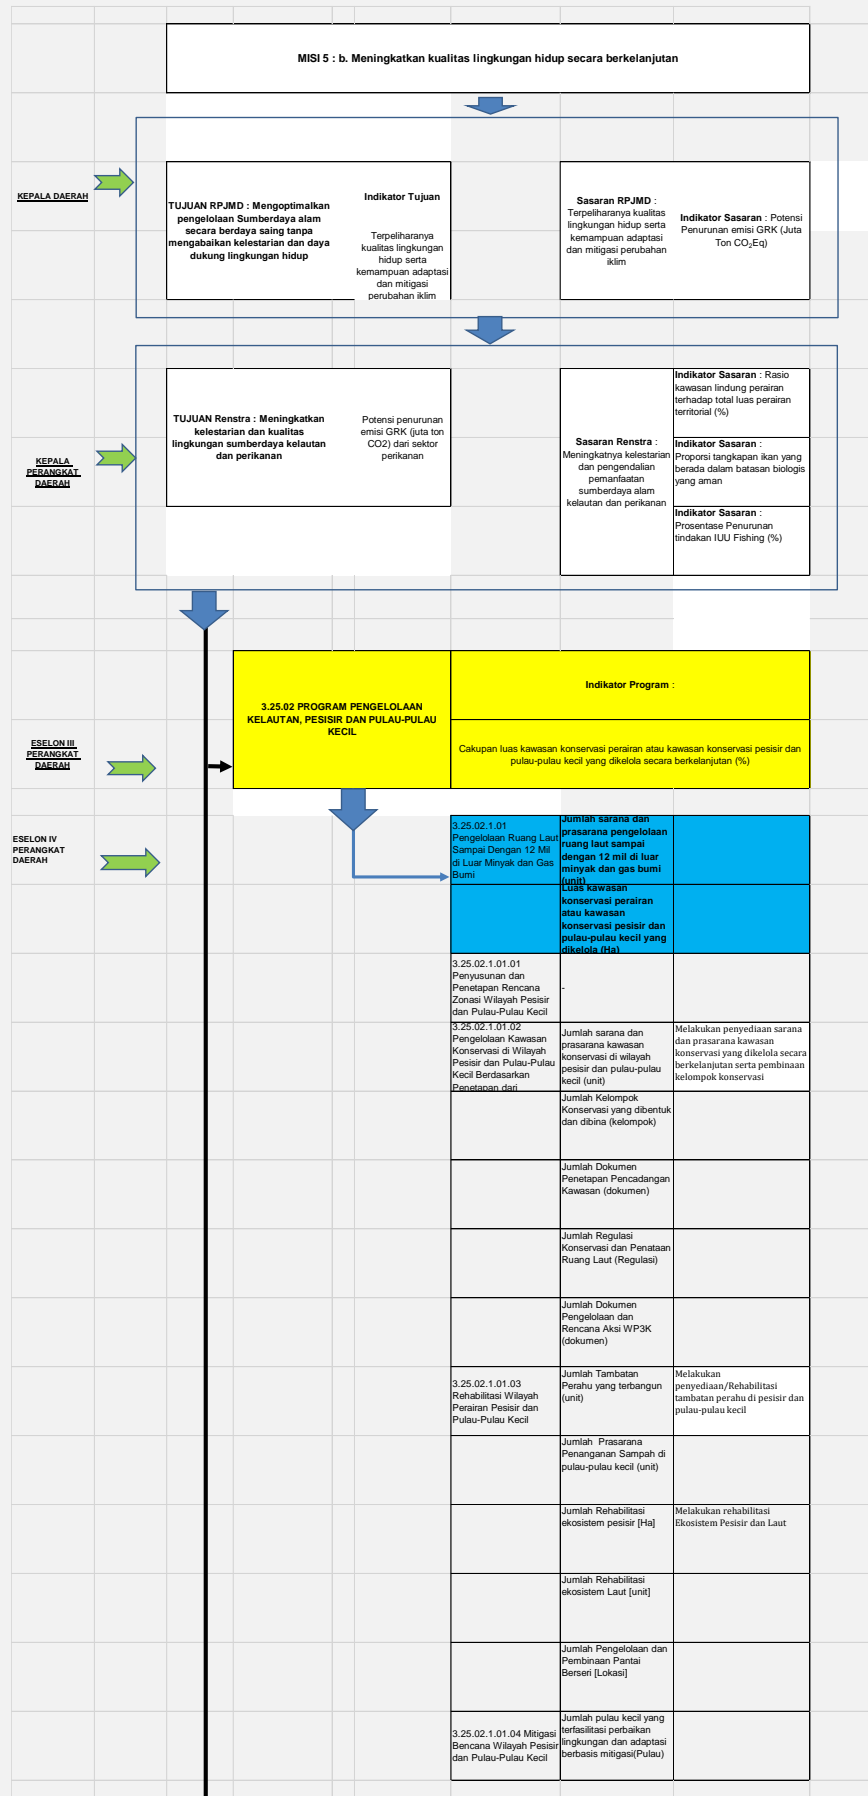 MISI 5 : b. Meningkatkan kualitas lingkungan hidup secara berkelanjutan
KEPALA DAERAH
TUJUAN RPJMD : Mengoptimalkan
pengelolaan Sumberdaya alam
secara berdaya saing tanpa
mengabaikan kelestarian dan daya
dukung lingkungan hidup
Indikator Tujuan
Terpeliharanya
kualitas lingkungan
hidup serta
kemampuan adaptasi
dan mitigasi
perubahan iklim
Sasaran RPJMD :
Terpeliharanya kualitas
lingkungan hidup serta
kemampuan adaptasi
dan mitigasi perubahan
iklim
Indikator Sasaran : Potensi
Penurunan emisi GRK (Juta
Ton CO2Eq)
KEPALA
PERANGKAT
DAERAH
TUJUAN Renstra : Meningkatkan
kelestarian dan kualitas
lingkungan sumberdaya kelautan
dan perikanan
Potensi penurunan
emisi GRK (juta ton
CO2) dari sektor
perikanan
Sasaran Renstra :
Meningkatnya kelestarian
dan pengendalian
pemanfaatan
sumberdaya alam
kelautan dan perikanan
Indikator Sasaran : Rasio
kawasan lindung perairan
terhadap total luas perairan
territorial (%)
Indikator Sasaran :
Proporsi tangkapan ikan yang
berada dalam batasan biologis
yang aman
Indikator Sasaran :
Prosentase Penurunan
tindakan IUU Fishing (%)
ESELON III
PERANGKAT
DAERAH
3.25.02 PROGRAM PENGELOLAAN
KELAUTAN, PESISIR DAN PULAU-PULAU
KECIL
Indikator Program :
Cakupan luas kawasan konservasi perairan atau kawasan konservasi pesisir dan
pulau-pulau kecil yang dikelola secara berkelanjutan (%)
ESELON IV
PERANGKAT
DAERAH
3.25.02.1.01
Pengelolaan Ruang Laut
Sampai Dengan 12 Mil
di Luar Minyak dan Gas
Bumi
Jumlah sarana dan
prasarana pengelolaan
ruang laut sampai
dengan 12 mil di luar
minyak dan gas bumi
(unit)
Luas kawasan
konservasi perairan
atau kawasan
konservasi pesisir dan
pulau-pulau kecil yang
dikelola (Ha)
3.25.02.1.01.01
Penyusunan dan
Penetapan Rencana
Zonasi Wilayah Pesisir
dan Pulau-Pulau Kecil
-
3.25.02.1.01.02
Pengelolaan Kawasan
Konservasi di Wilayah
Pesisir dan Pulau-Pulau
Kecil Berdasarkan
Penetapan dari
Jumlah sarana dan
prasarana kawasan
konservasi di wilayah
pesisir dan pulau-pulau
kecil (unit)
Melakukan penyediaan sarana
dan prasarana kawasan
konservasi yang dikelola secara
berkelanjutan serta pembinaan
kelompok konservasi
Jumlah Kelompok
Konservasi yang dibentuk
dan dibina (kelompok)
Jumlah Dokumen
Penetapan Pencadangan
Kawasan (dokumen)
Jumlah Regulasi
Konservasi dan Penataan
Ruang Laut (Regulasi)
Jumlah Dokumen
Pengelolaan dan
Rencana Aksi WP3K
(dokumen)
3.25.02.1.01.03
Rehabilitasi Wilayah
Perairan Pesisir dan
Pulau-Pulau Kecil
Jumlah Tambatan
Perahu yang terbangun
(unit)
Melakukan
penyediaan/Rehabilitasi
tambatan perahu di pesisir dan
pulau-pulau kecil
Jumlah  Prasarana
Penanganan Sampah di
pulau-pulau kecil (unit)
Jumlah Rehabilitasi
ekosistem pesisir [Ha]
Melakukan rehabilitasi
Ekosistem Pesisir dan Laut
Jumlah Rehabilitasi
ekosistem Laut [unit]
Jumlah Pengelolaan dan
Pembinaan Pantai
Berseri [Lokasi]
3.25.02.1.01.04 Mitigasi
Bencana Wilayah Pesisir
dan Pulau-Pulau Kecil
Jumlah pulau kecil yang
terfasilitasi perbaikan
lingkungan dan adaptasi
berbasis mitigasi(Pulau)